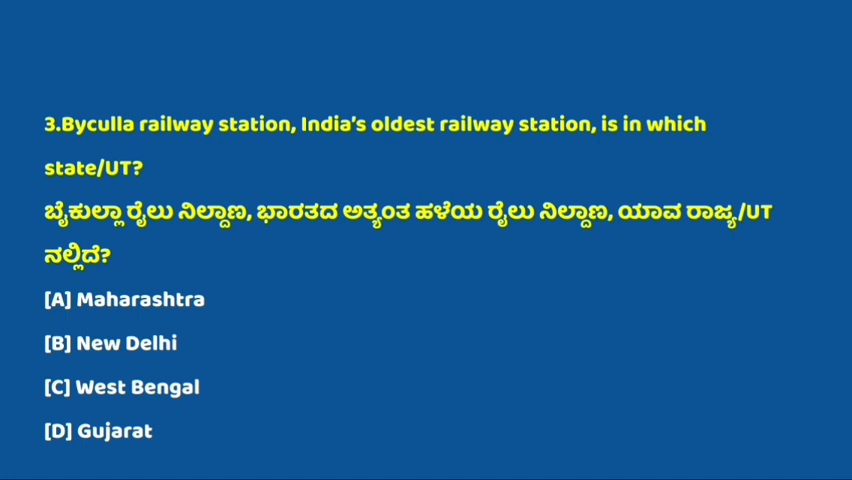 3.Byculla railway station, India's oldest railway station, is in which
state/UT?
ಬೈಕುಲ್ಲಾ ರೈಲು ನಿಲ್ದಾಣ, ಭಾರತದ ಅತ್ಯಂತ ಹಳೆಯ ರೈಲು ನಿಲ್ದಾಣ, ಯಾವ ರಾಜ್ಯ/UT
ನಲ್ಲಿದೆ?
[A] Maharashtra
[B] New Delhi
[C] West Bengal
[D] Gujarat